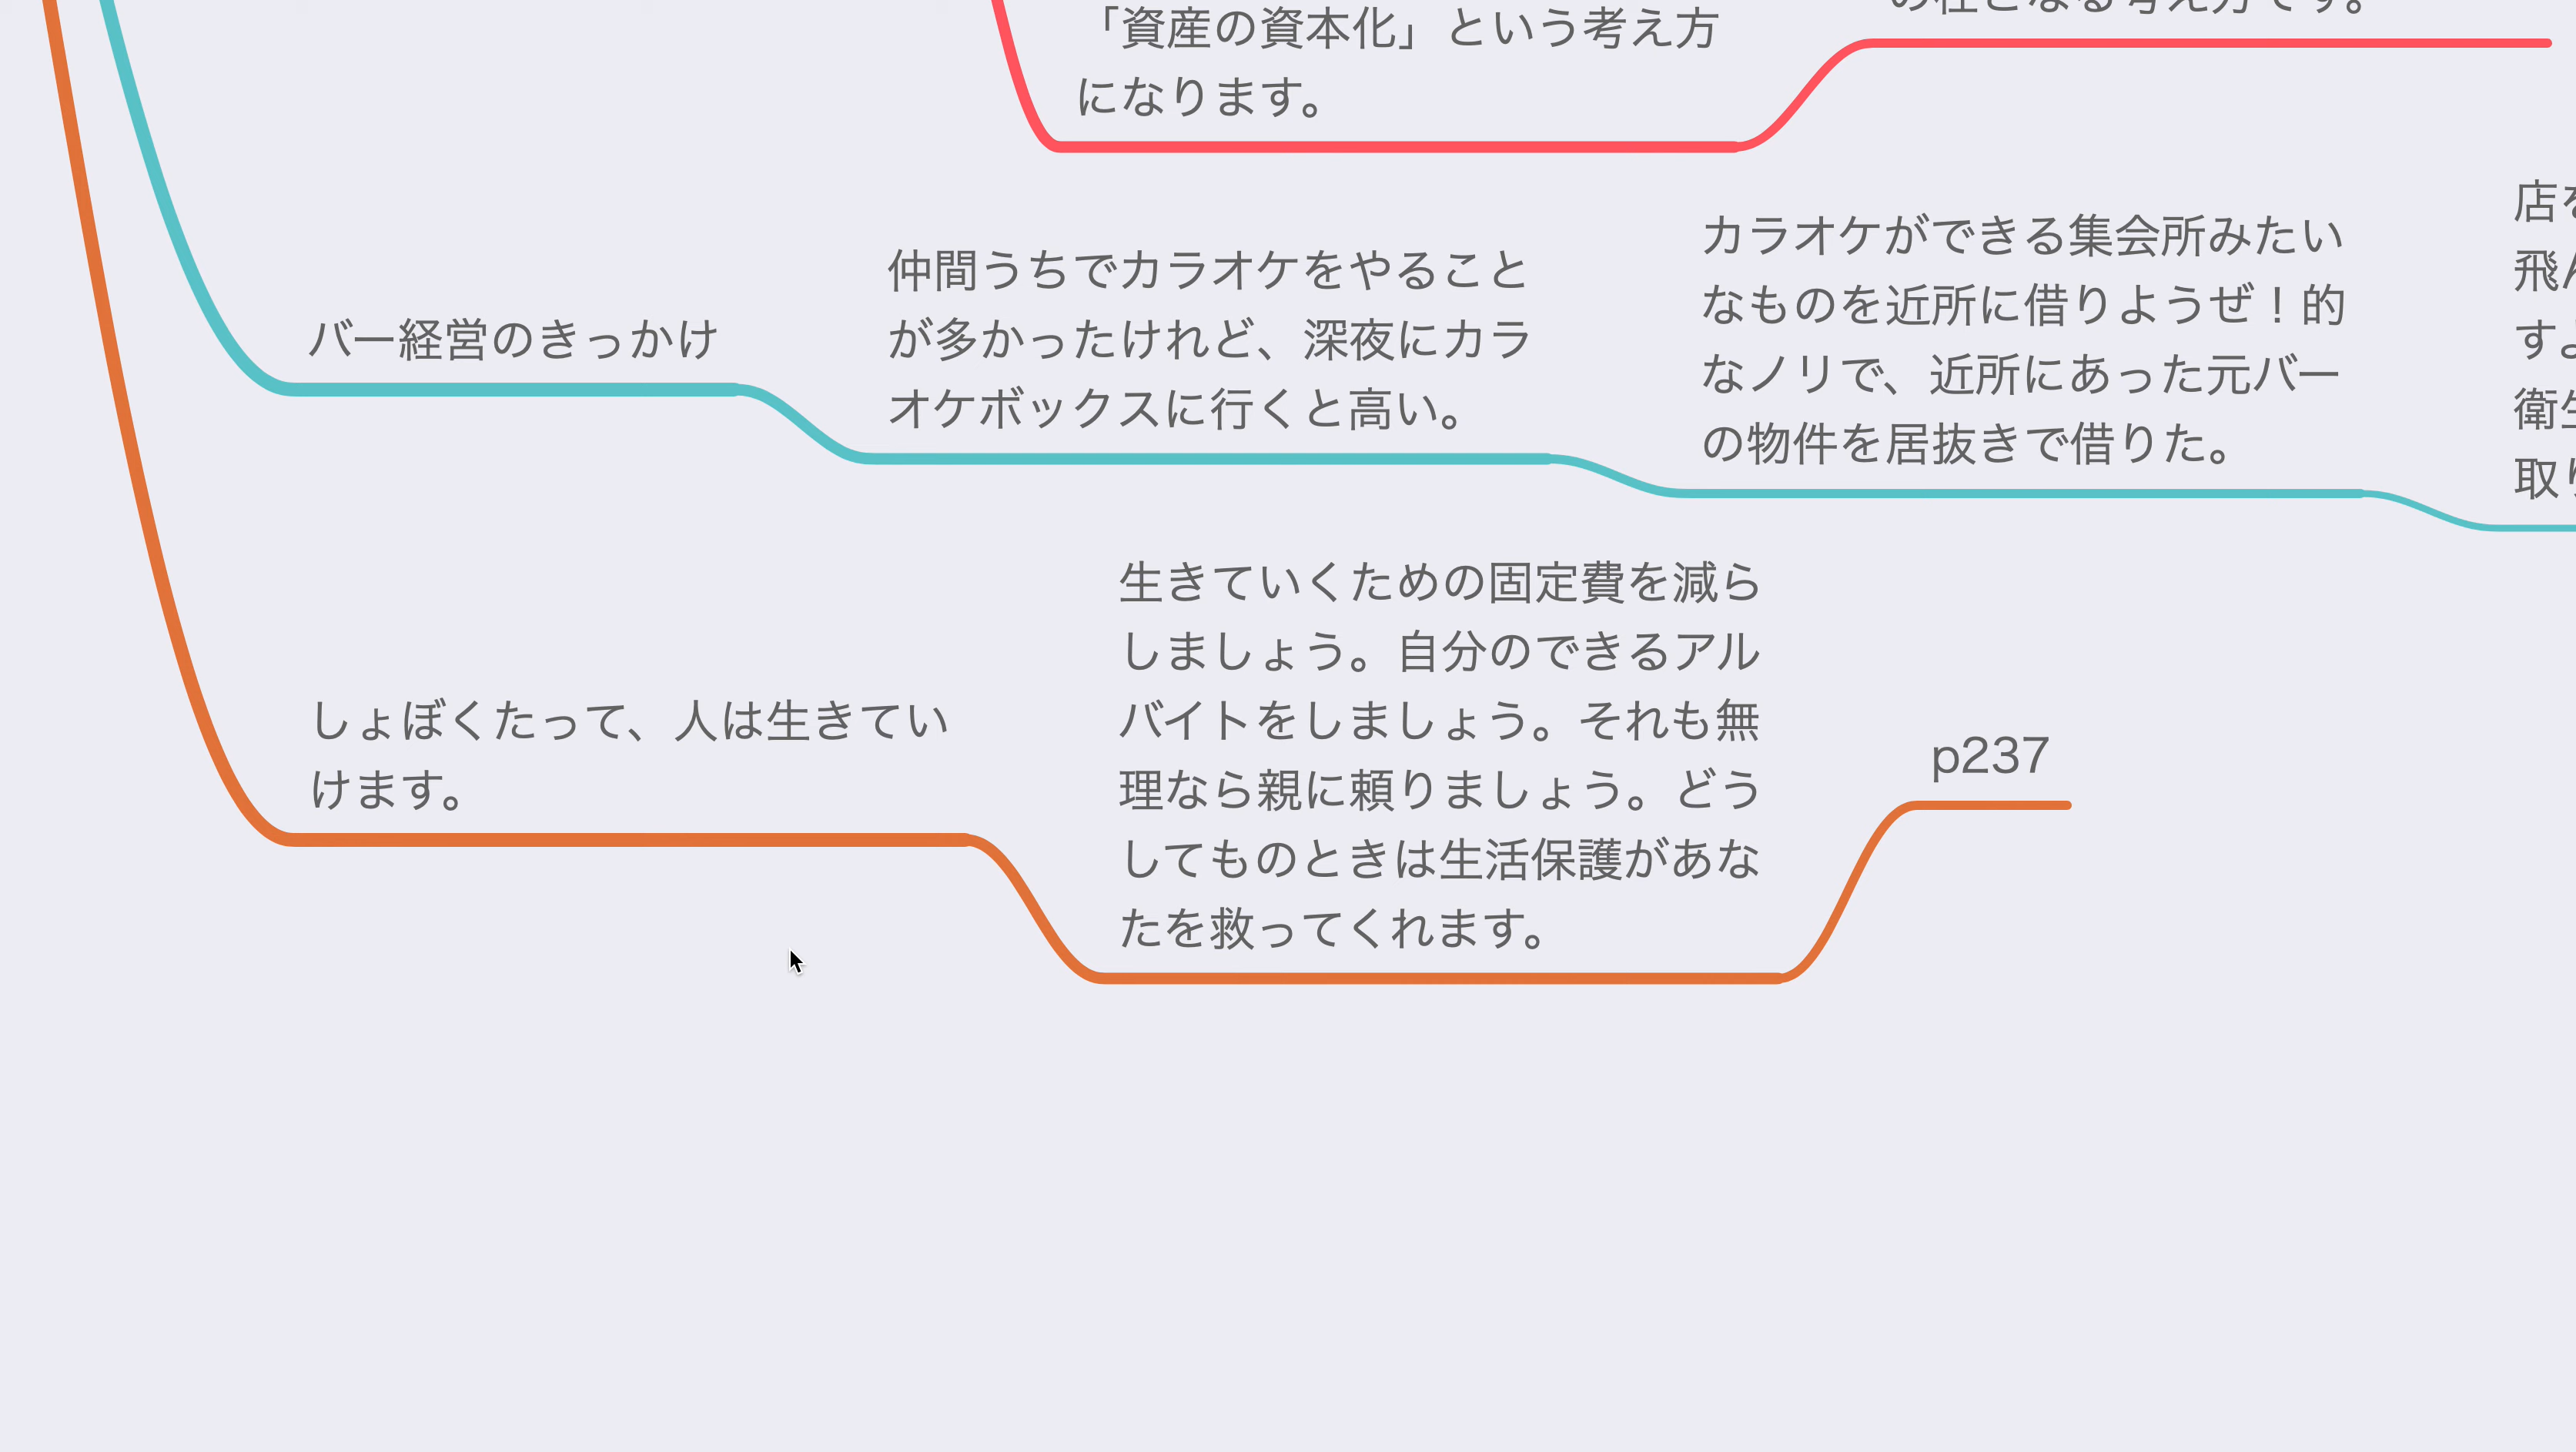 「資産の資本化」という考え方
になります。
バー経営のきっかけ
仲間うちでカラオケをやること
が多かったけれど、深夜にカラ
オケボックスに行くと高い。
カラオケができる集会所みたい
なものを近所に借りようぜ！的
なノリで、近所にあった元バー
の物件を居抜きで借りた。
しょぼくたって、人は生きてい
けます。
生きていくための固定費を減ら
しましょう。自分のできるアル
バイトをしましょう。それも無
理なら親に頼りましょう。どう
してものときは生活保護があな
たを救ってくれます。
p237